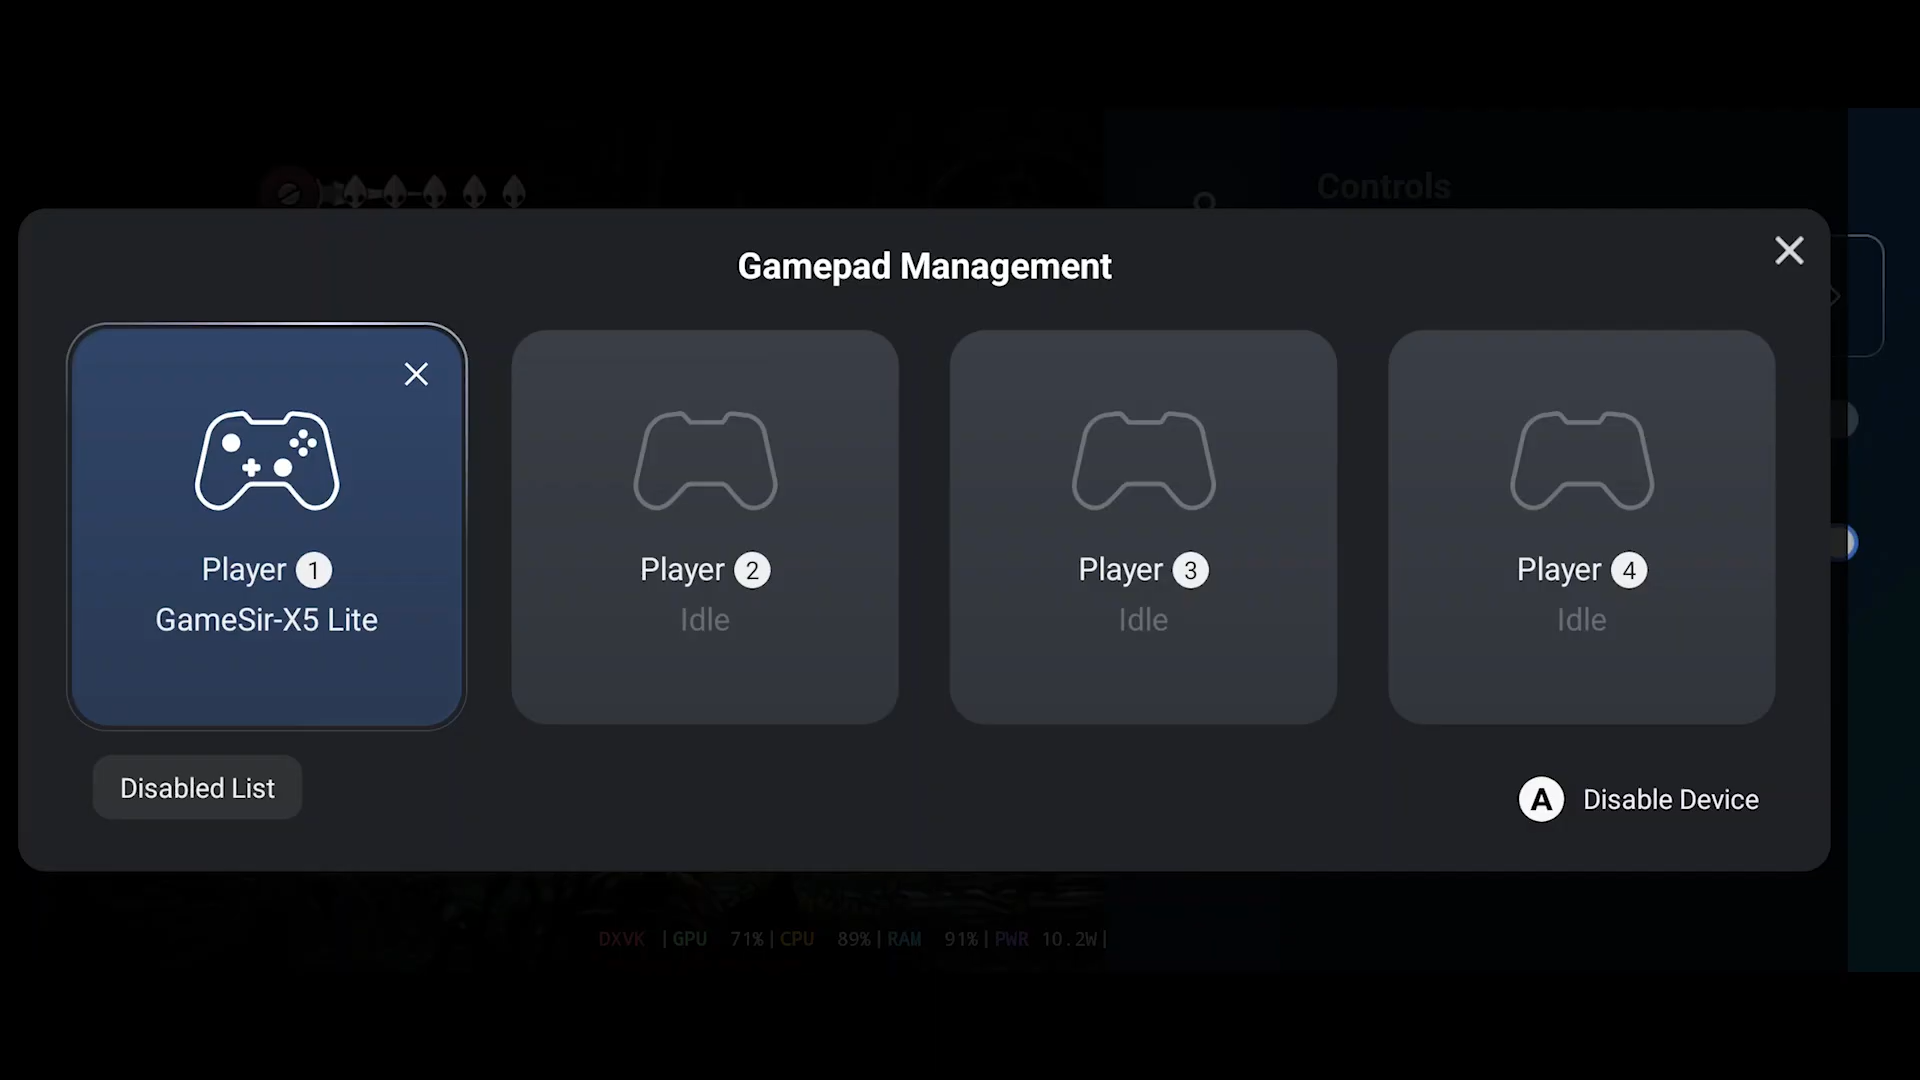 Controls
Gamepad Management
Player 1
GameSir-X5 Lite
Player 2
Idle
Player 3
Idle
Player 4
Idle
Disabled List
A Disable Device
DXVK |GPU 71%|CPU 89%|RAM 91%|PWR 10.2W|